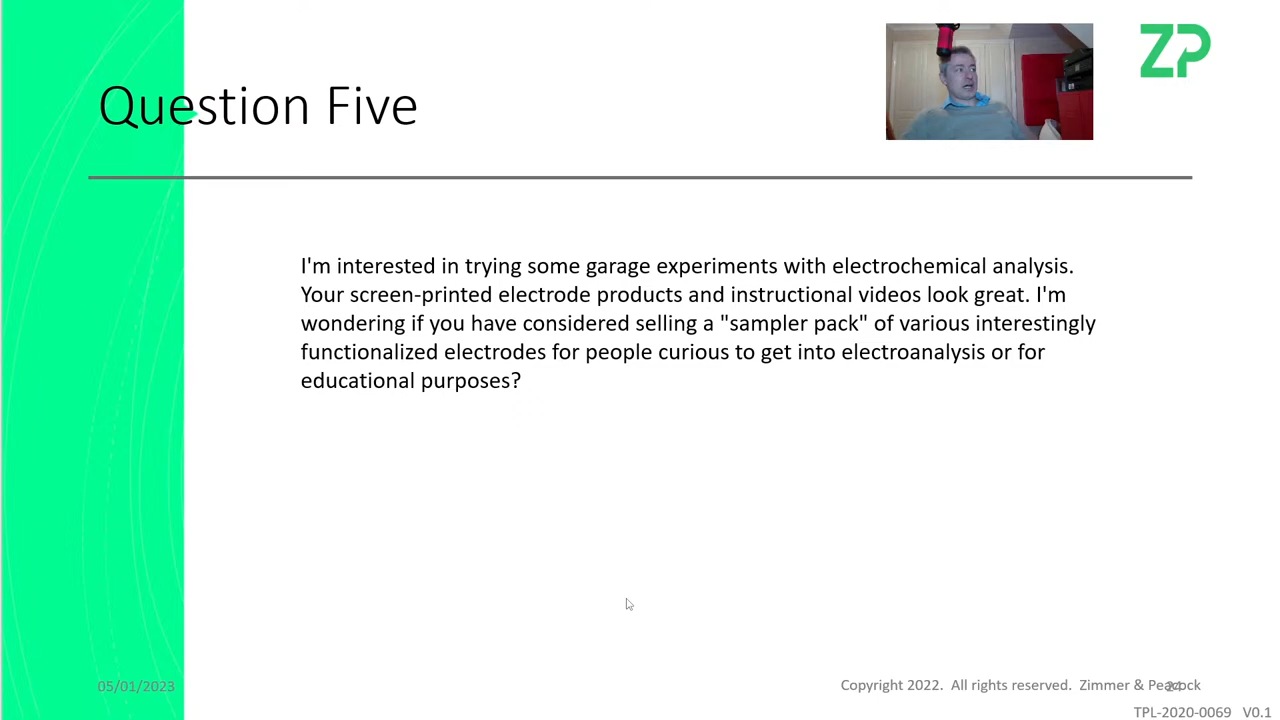 ZP
Question Five
I'm interested in trying some garage experiments with electrochemical analysis.
Your screen-printed electrode products and instructional videos look great. I'm
wondering if you have considered selling a "sampler pack" of various interestingly
functionalized electrodes for people curious to get into electroanalysis or for
educational purposes?
05/01/2023
Copyright 2022. All rights reserved. Zimmer & Peacock
24
TPL-2020-0069 V0.1